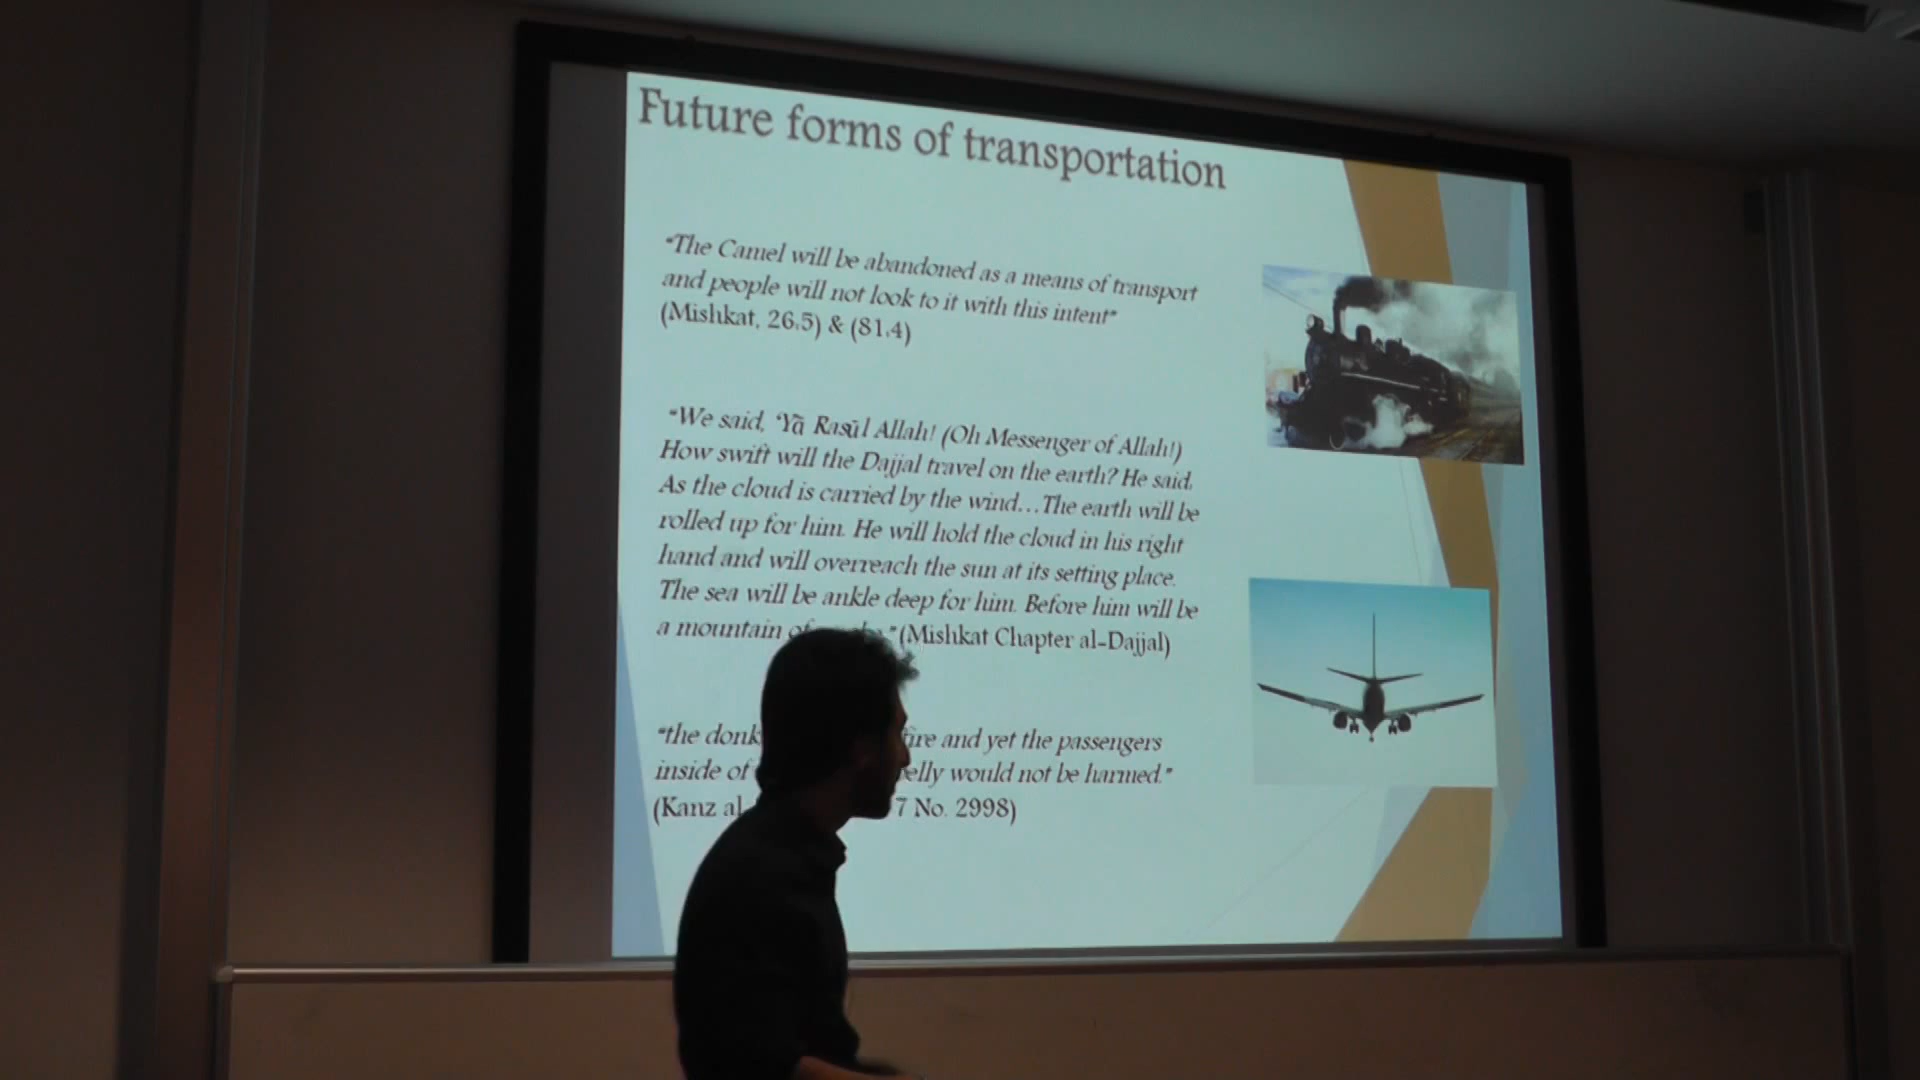 Future forms of transportation
“The Camel will be abandoned as a means of transport
and people will not look to it with this intent”
(Mishkat, 26.5) & (81.4)
“We said, ‘Yā Rasūl Allah! (Oh Messenger of Allah!)
How swift will the Dajjal travel on the earth? He said,
As the cloud is carried by the wind…The earth will be
rolled up for him. He will hold the cloud in his right
hand and will overreach the sun at its setting place.
The sea will be ankle deep for him. Before him will be
a mountain of ” (Mishkat Chapter al-Dajjal)
“the fire and yet the passengers
inside of belly would not be harmed.”
(Kanz 7 No. 2998)